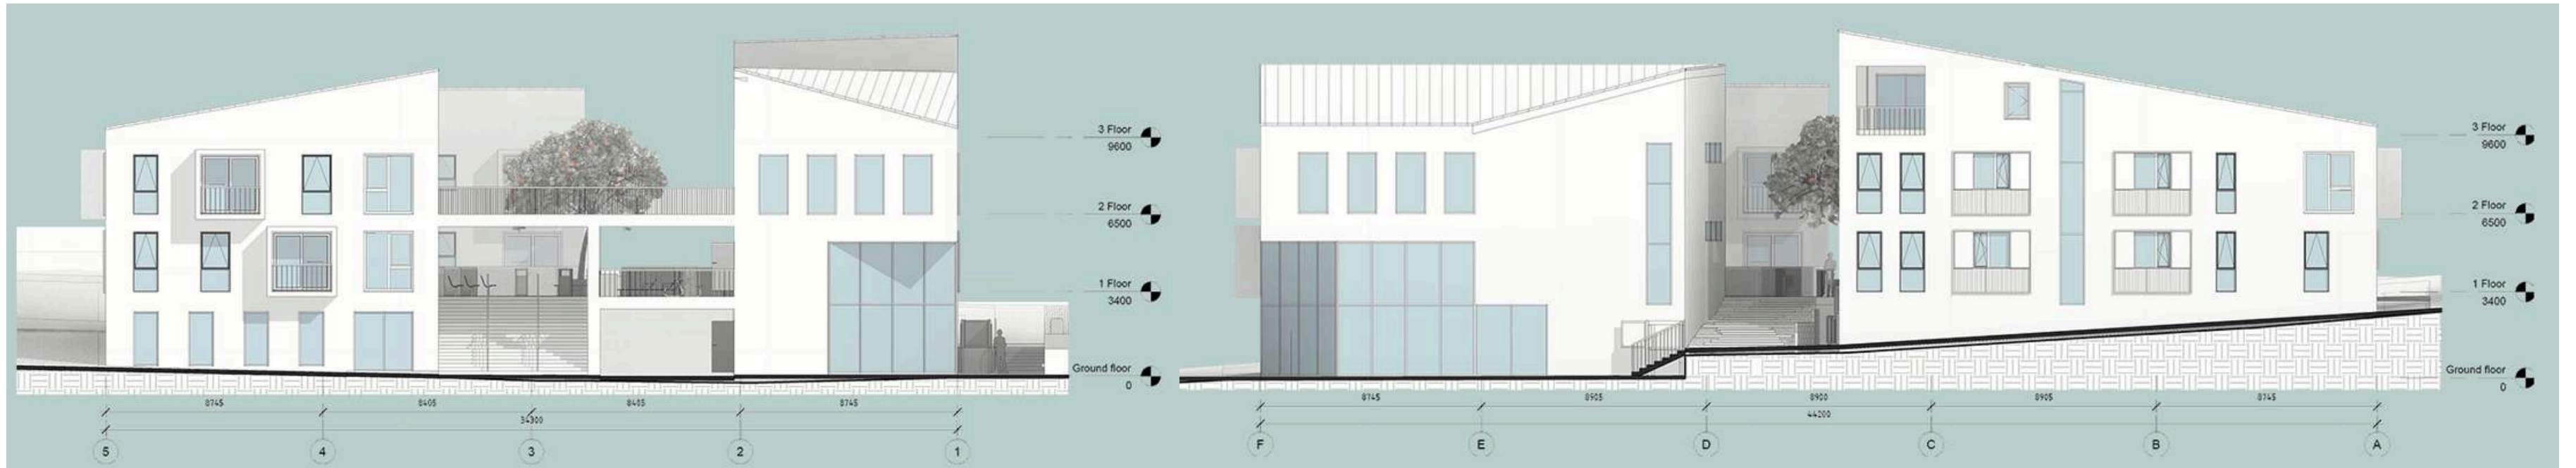 3 Floor
9600
2 Floor
6500
1 Floor
3400
Ground floor
0
8745 8405 8405 8745
34300
5 4 3 2 1
3 Floor
9600
2 Floor
6500
1 Floor
3400
Ground floor
0
8745 8905 8900 8905 8745
44200
F E D C B A